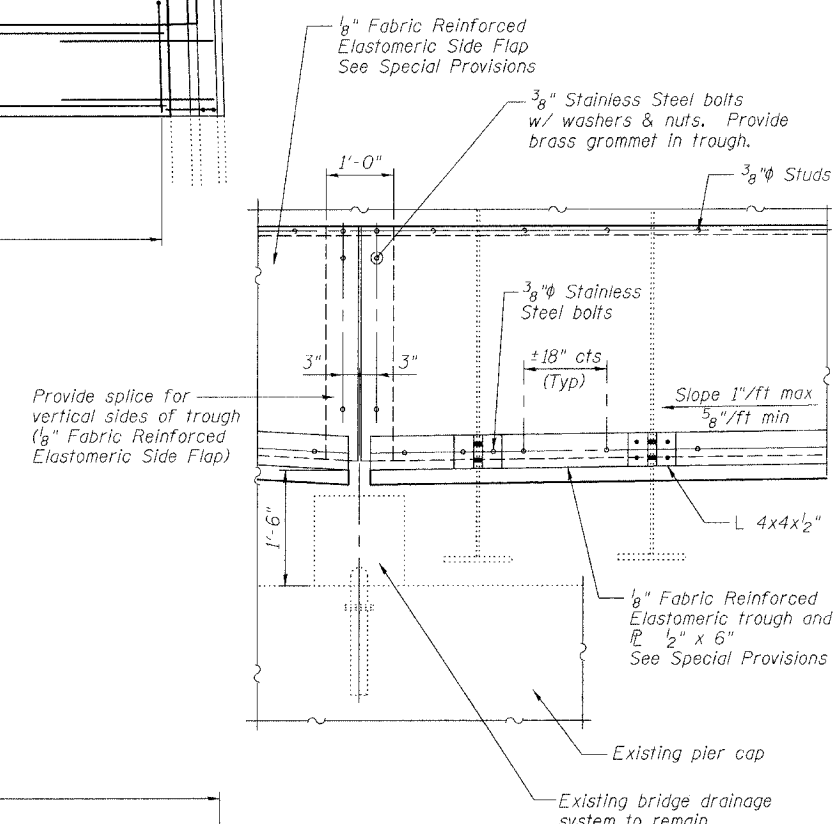 1/8" Fabric Reinforced
Elastomeric Side Flap
See Special Provisions
3/8" Stainless Steel bolts
w/ washers & nuts. Provide
brass grommet in trough.
1'-0"
3/8"ϕ Studs
3/8"ϕ Stainless
Steel bolts
3"
3"
±18" cts
(Typ)
Slope 1"/ft max
5/8"/ft min
Provide splice for
vertical sides of trough
(1/8" Fabric Reinforced
Elastomeric Side Flap)
1'-6"
L 4x4x1/2"
1/8" Fabric Reinforced
Elastomeric trough and
PL 1/2" x 6"
See Special Provisions
Existing pier cap
Existing bridge drainage
system to remain